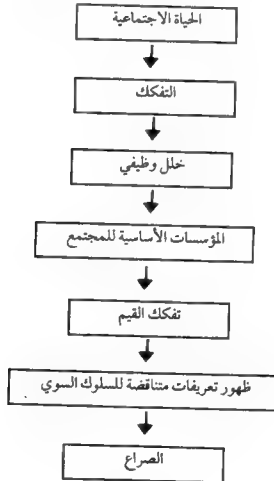 الحياة الاجتماعية
التفكك
خلل وظيفي
المؤسسات الأساسية للمجتمع
تفكك القيم
ظهور تعريفات متناقضة للسلوك السوي
الصراع